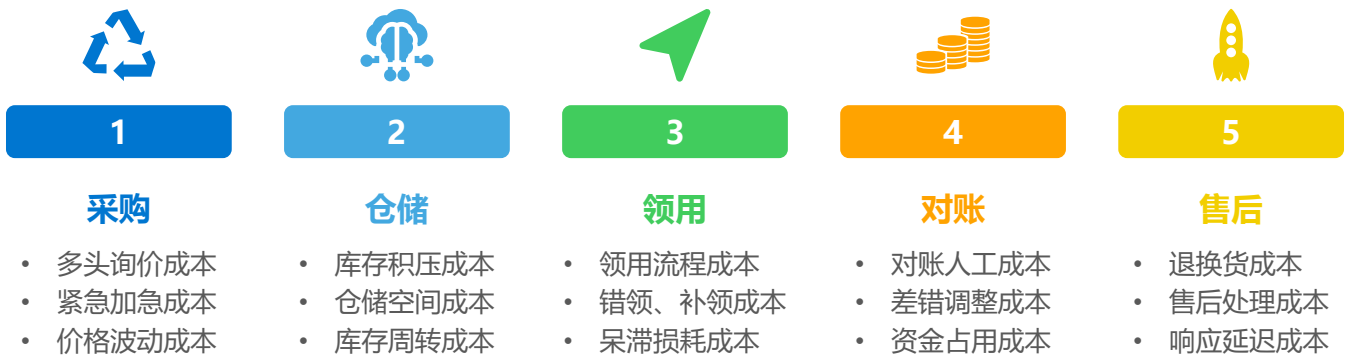 1
采购
• 多头询价成本
• 紧急加急成本
• 价格波动成本
2
仓储
• 库存积压成本
• 仓储空间成本
• 库存周转成本
3
领用
• 领用流程成本
• 错领、补领成本
• 呆滞损耗成本
4
对账
• 对账人工成本
• 差错调整成本
• 资金占用成本
5
售后
• 退换货成本
• 售后处理成本
• 响应延迟成本